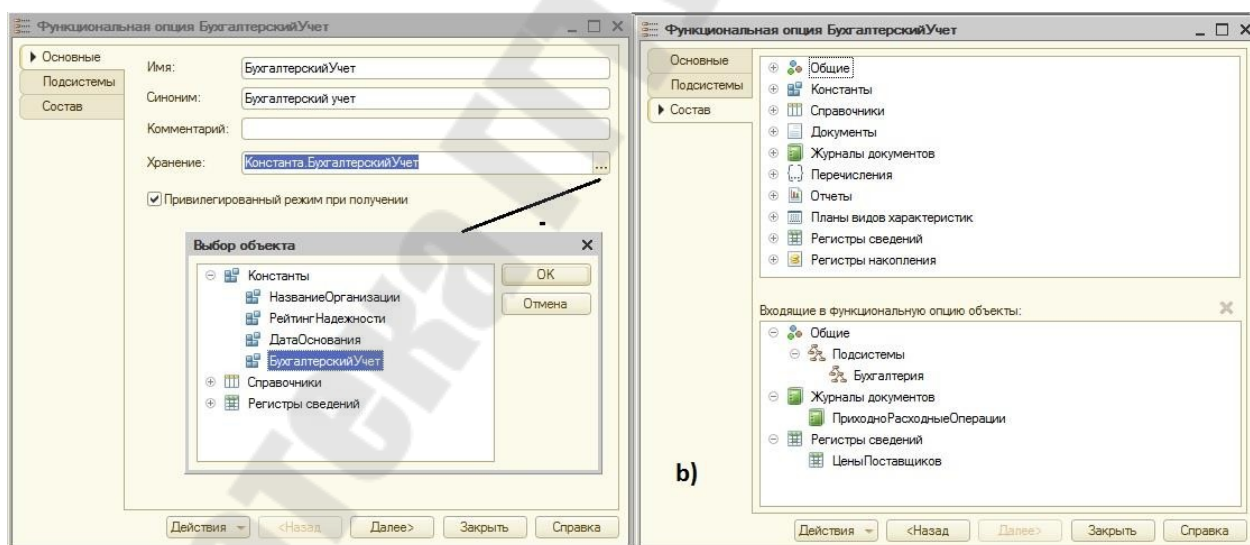 Функциональная опция БухгалтерскийУчет
Основные
Подсистемы
Состав
Имя:
БухгалтерскийУчет
Синоним:
Бухгалтерский учет
Комментарий:
Хранение:
Константа.БухгалтерскийУчет
...
Привилегированный режим при получении
Выбор объекта
Константы
НазваниеОрганизации
РейтингНадежности
ДатаОснования
БухгалтерскийУчет
Справочники
Регистры сведений
OK
Отмена
Действия
<Назад
Далее>
Закрыть
Справка
Функциональная опция БухгалтерскийУчет
Основные
Подсистемы
Состав
Общие
Константы
Справочники
Документы
Журналы документов
Перечисления
Отчеты
Планы видов характеристик
Регистры сведений
Регистры накопления
Входящие в функциональную опцию объекты:
Общие
Подсистемы
Бухгалтерия
Журналы документов
ПриходноРасходныеОперации
Регистры сведений
ЦеныПоставщиков
b)
Действия
<Назад
Далее>
Закрыть
Справка